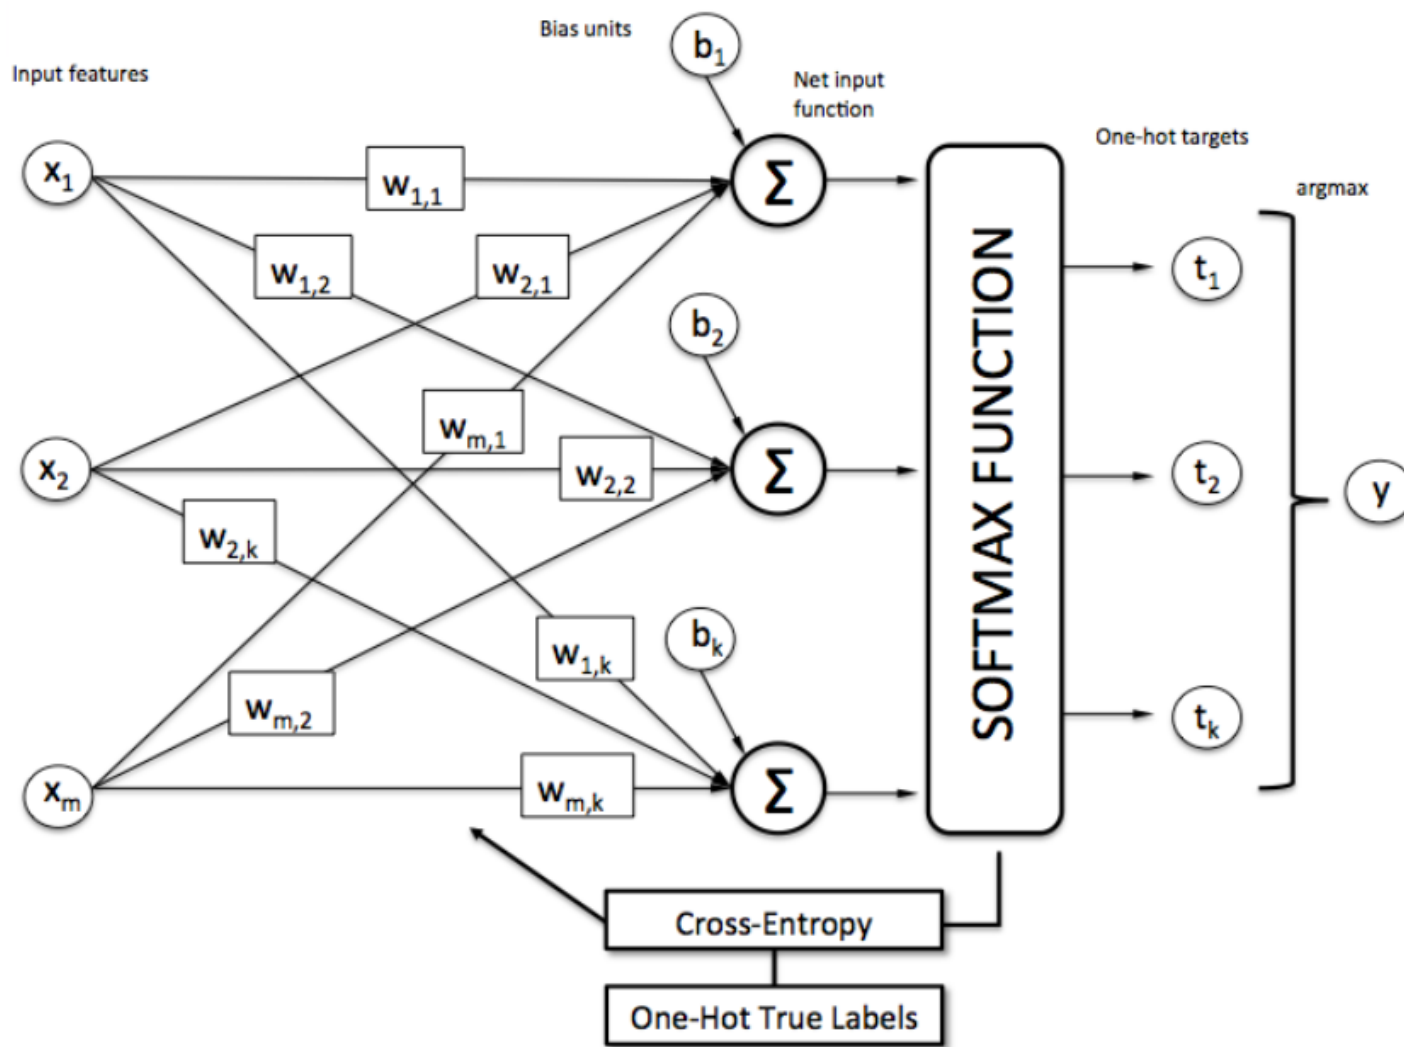 Bias units
b1
Input features
Net input
function
One-hot targets
argmax
x1
w1,1
Σ
w1,2
w2,1
t1
b2
wm,1
x2
w2,2
Σ
t2
y
w2,k
SOFTMAX FUNCTION
w1,k
bk
wm,2
tk
xm
wm,k
Σ
Cross-Entropy
One-Hot True Labels